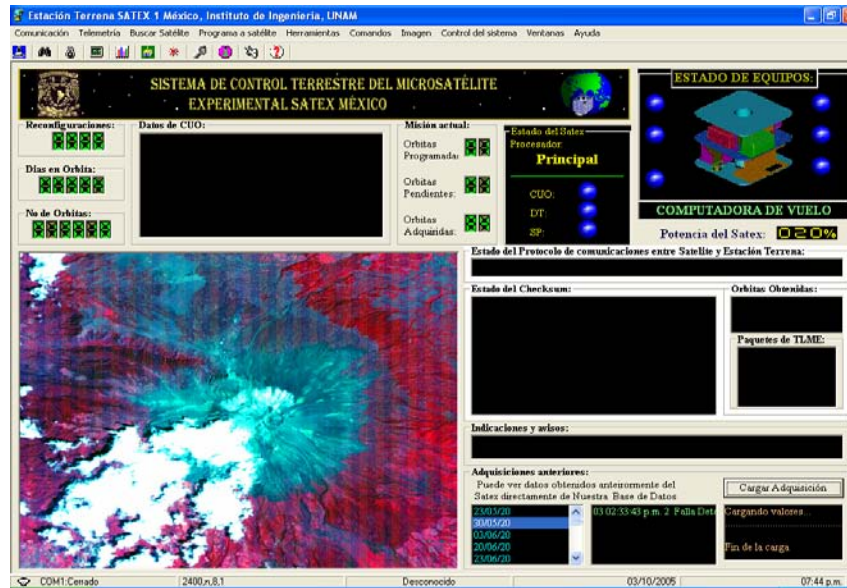 Estación Terrena SATEX 1 México, Instituto de Ingeniería, UNAM
Comunicación Telemetría Buscar Satélite Programa a satélite Herramientas Comandos Imagen Control del sistema Ventanas Ayuda
SISTEMA DE CONTROL TERRESTRE DEL MICROSATÉLITE
EXPERIMENTAL SATEX MÉXICO
ESTADO DE EQUIPOS:
COMPUTADORA DE VUELO
Potencia del Satex: 020%
Reconfiguraciones:
Dias en Orbita:
No de Orbitas:
Datos de CUO:
Misión actual:
Orbitas
Programadas
Orbitas
Pendientes:
Orbitas
Adquiridas:
Estado del Satex
Procesador:
Principal
CUO:
DT:
SP:
Estado del Protocolo de comunicaciones entre Satelite y Estación Terrena:
Estado del Checksum:
Orbitas Obtenidas:
Paquetes de TLME:
Indicaciones y avisos:
Adquisiciones anteriores:
Puede ver datos obtenidos anteirormente del
Satex directamente de Nuestra Base de Datos
Cargar Adquisición
23/05/20
30/05/20
03/06/20
20/06/20
23/06/20
03 02:33:43 p.m. 2 Falla Dete
Cargando valores...
Fin de la carga
COM1:Cerrado 2400,n,8,1 Desconocido 03/10/2005 07:44 p.m.